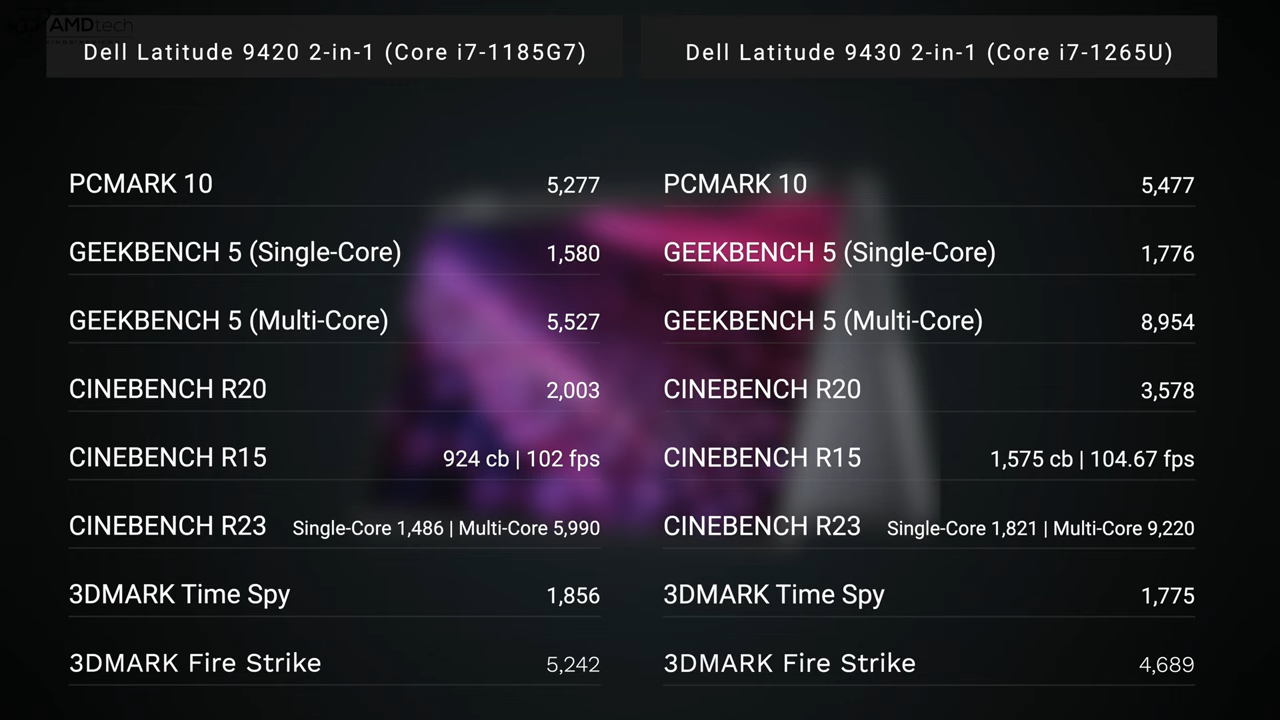 AMDtech
Dell Latitude 9420 2-in-1 (Core i7-1185G7)
Dell Latitude 9430 2-in-1 (Core i7-1265U)
PCMARK 10 5,277
GEEKBENCH 5 (Single-Core) 1,580
GEEKBENCH 5 (Multi-Core) 5,527
CINEBENCH R20 2,003
CINEBENCH R15 924 cb | 102 fps
CINEBENCH R23 Single-Core 1,486 | Multi-Core 5,990
3DMARK Time Spy 1,856
3DMARK Fire Strike 5,242
PCMARK 10 5,477
GEEKBENCH 5 (Single-Core) 1,776
GEEKBENCH 5 (Multi-Core) 8,954
CINEBENCH R20 3,578
CINEBENCH R15 1,575 cb | 104.67 fps
CINEBENCH R23 Single-Core 1,821 | Multi-Core 9,220
3DMARK Time Spy 1,775
3DMARK Fire Strike 4,689